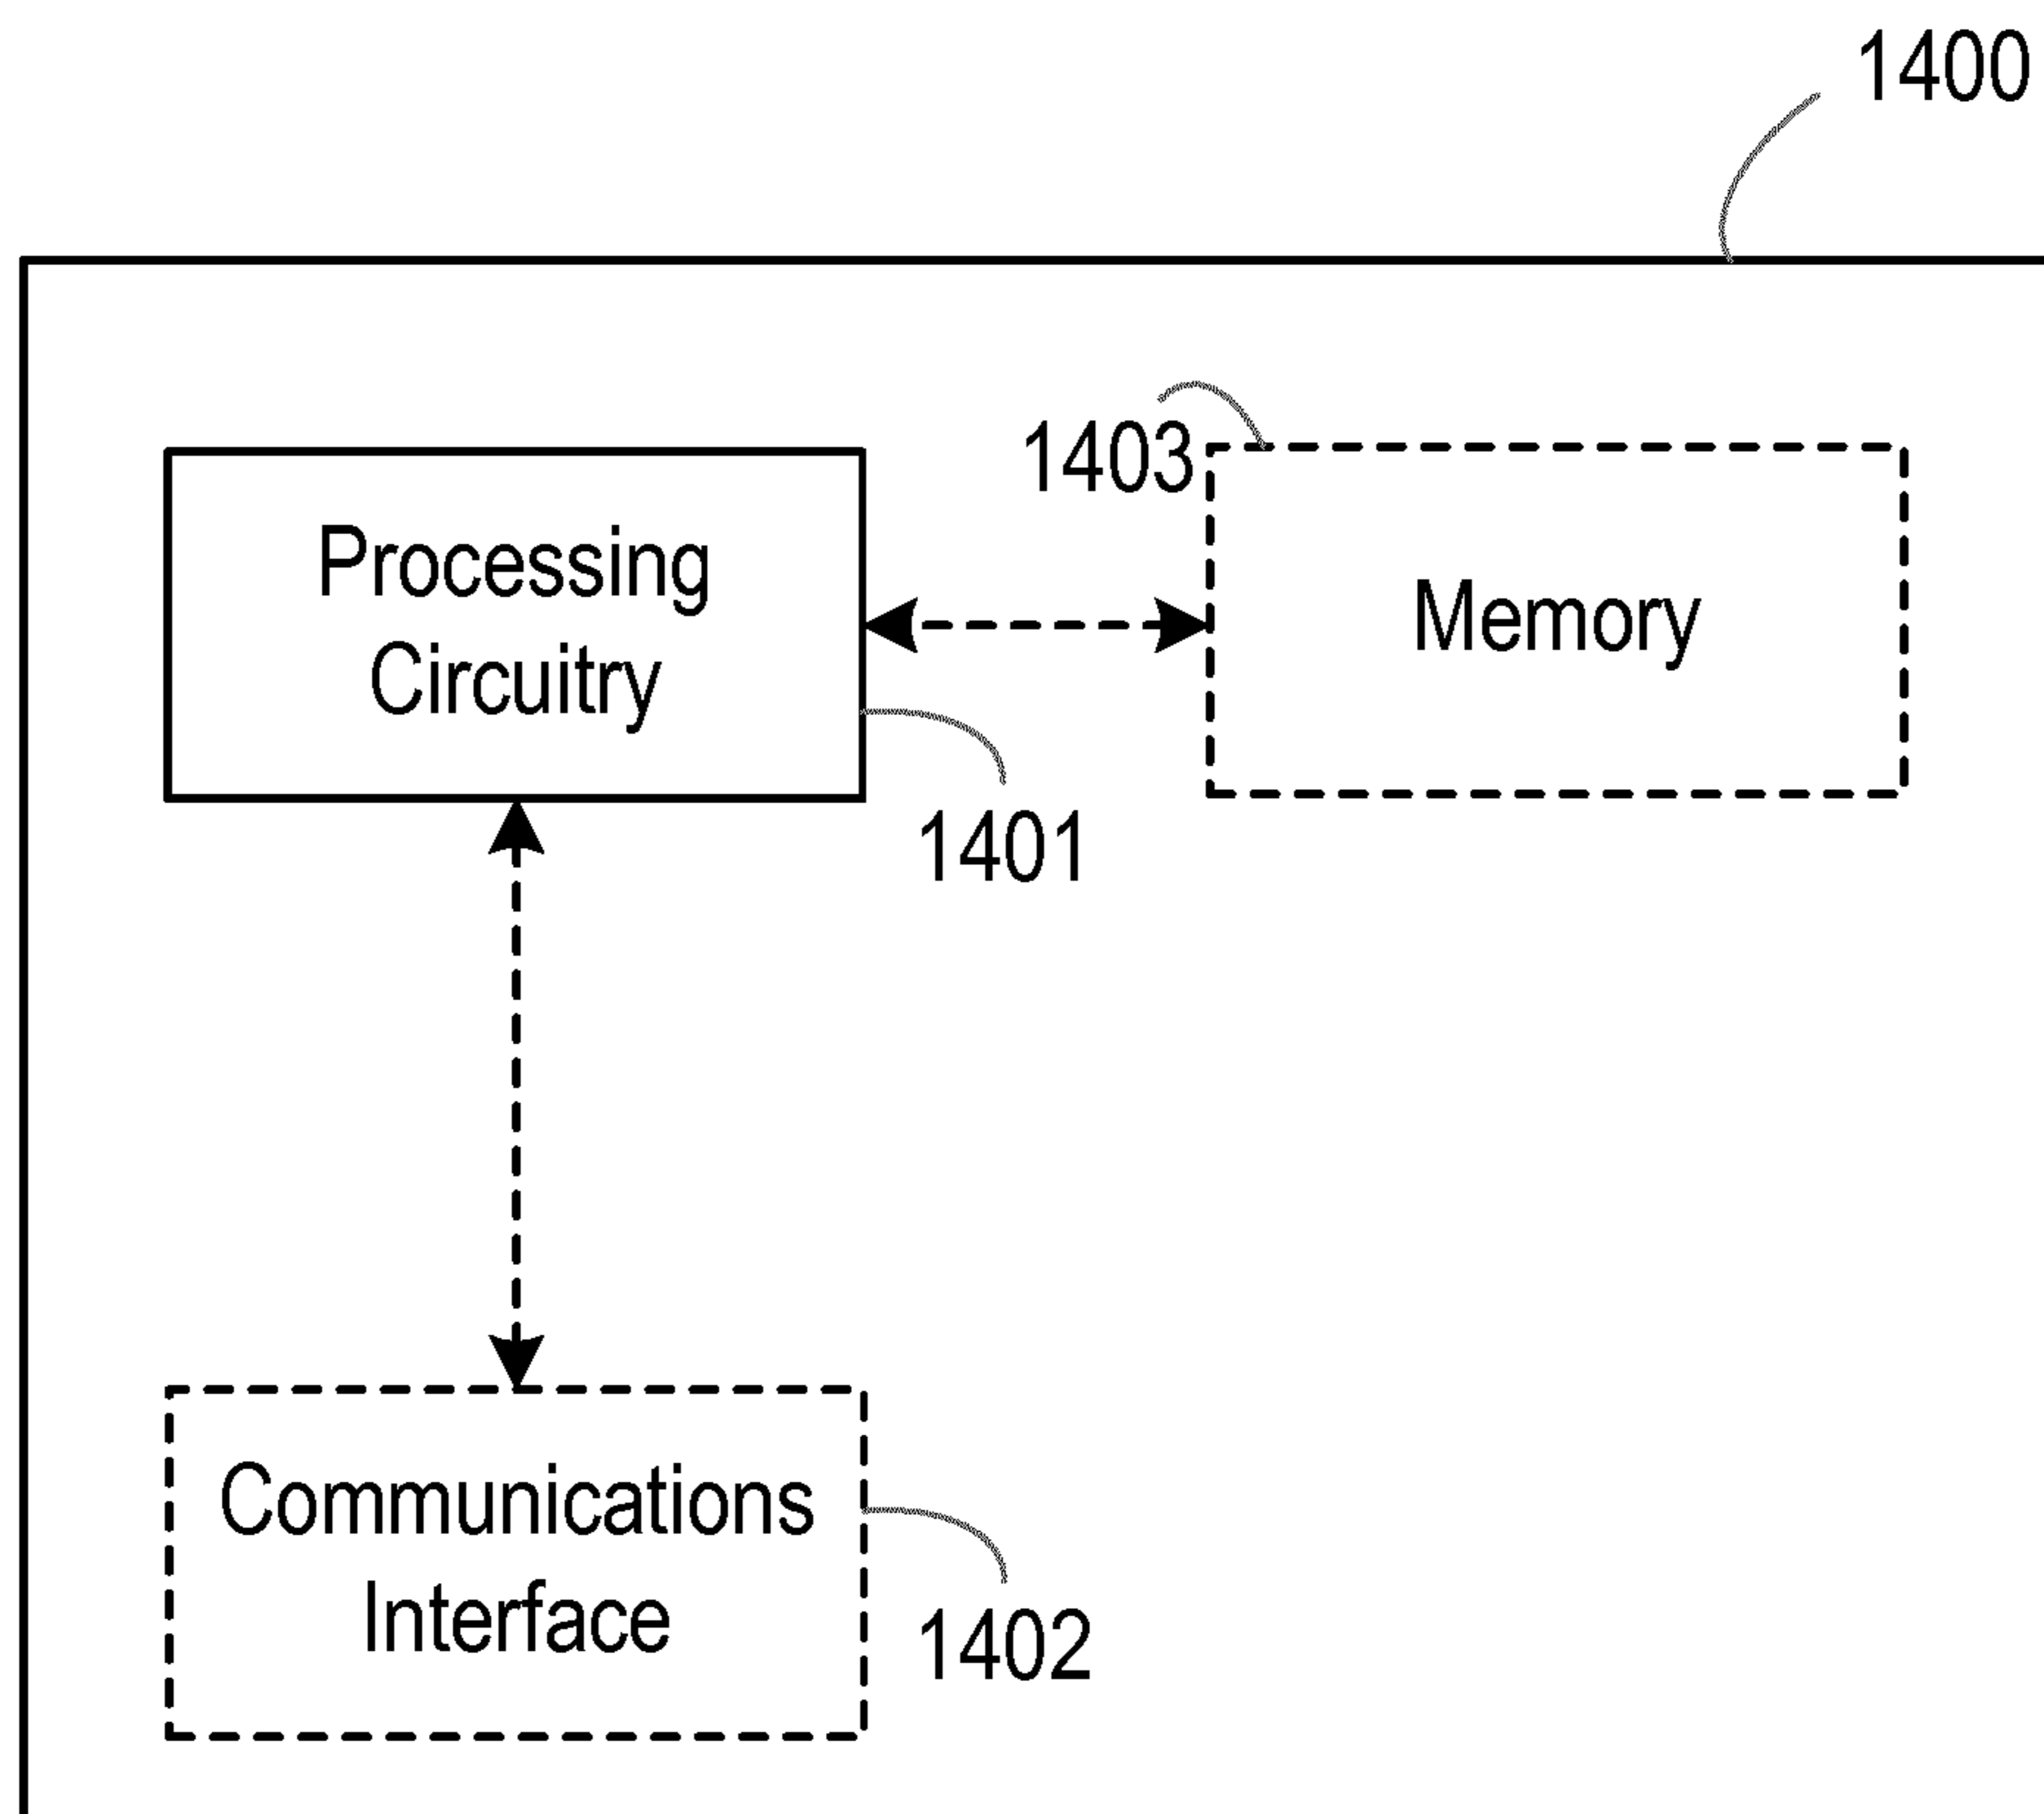 1400
1403
Processing
Circuitry
Memory
1401
Communications
Interface
1402